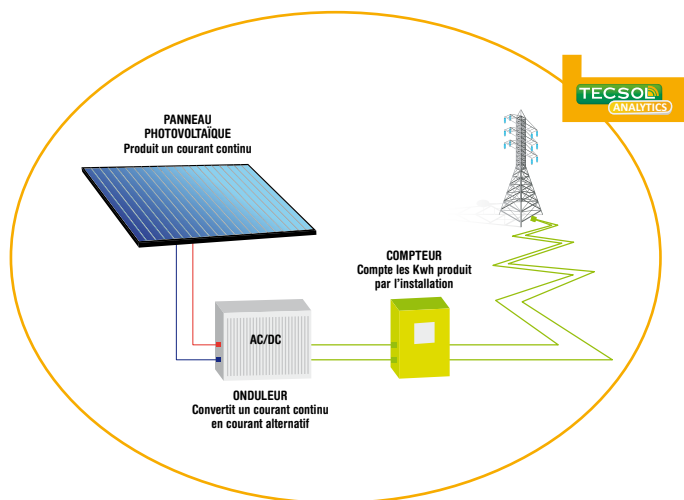 TECSOL
ANALYTICS
PANNEAU
PHOTOVOLTAÏQUE
Produit un courant continu
COMPTEUR
Compte les Kwh produit
par l’installation
AC/DC
ONDULEUR
Convertit un courant continu
en courant alternatif